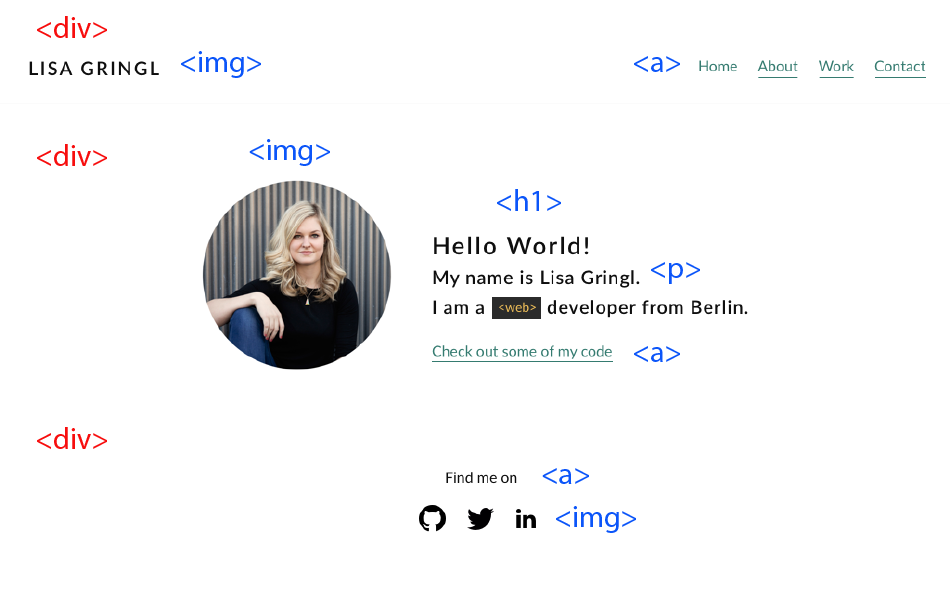 <div>
LISA GRINGL <img> <a> Home About Work Contact
<div>
<img>
<h1>
Hello World!
My name is Lisa Gringl. <p>
I am a <web> developer from Berlin.
Check out some of my code <a>
<div>
Find me on <a>
in <img>